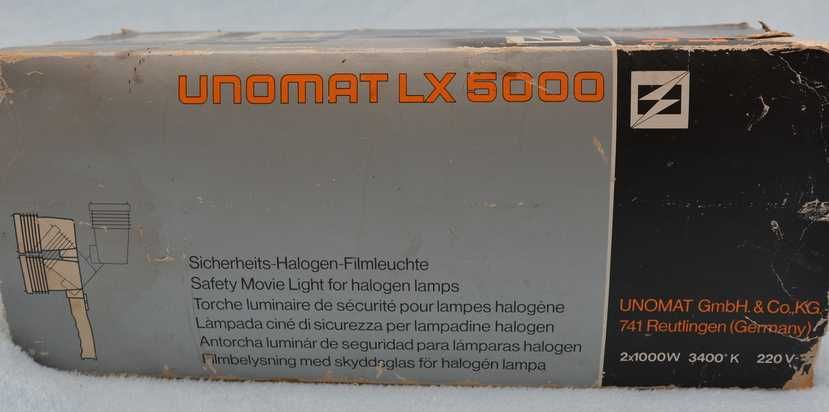 UNOMAT LX 5000
Sicherheits-Halogen-Filmleuchte
Safety Movie Light for halogen lamps
Torche luminaire de sécurité pour lampes halogène
Làmpada ciné di sicurezza per lampadine halogen
Antorcha luminár de seguridad para lámparas halogen
Filmbelysning med skyddsglas för halogén lampa
UNOMAT GmbH. & Co., KG.
741 Reutlingen (Germany)
2x1000W 3400°K 220V